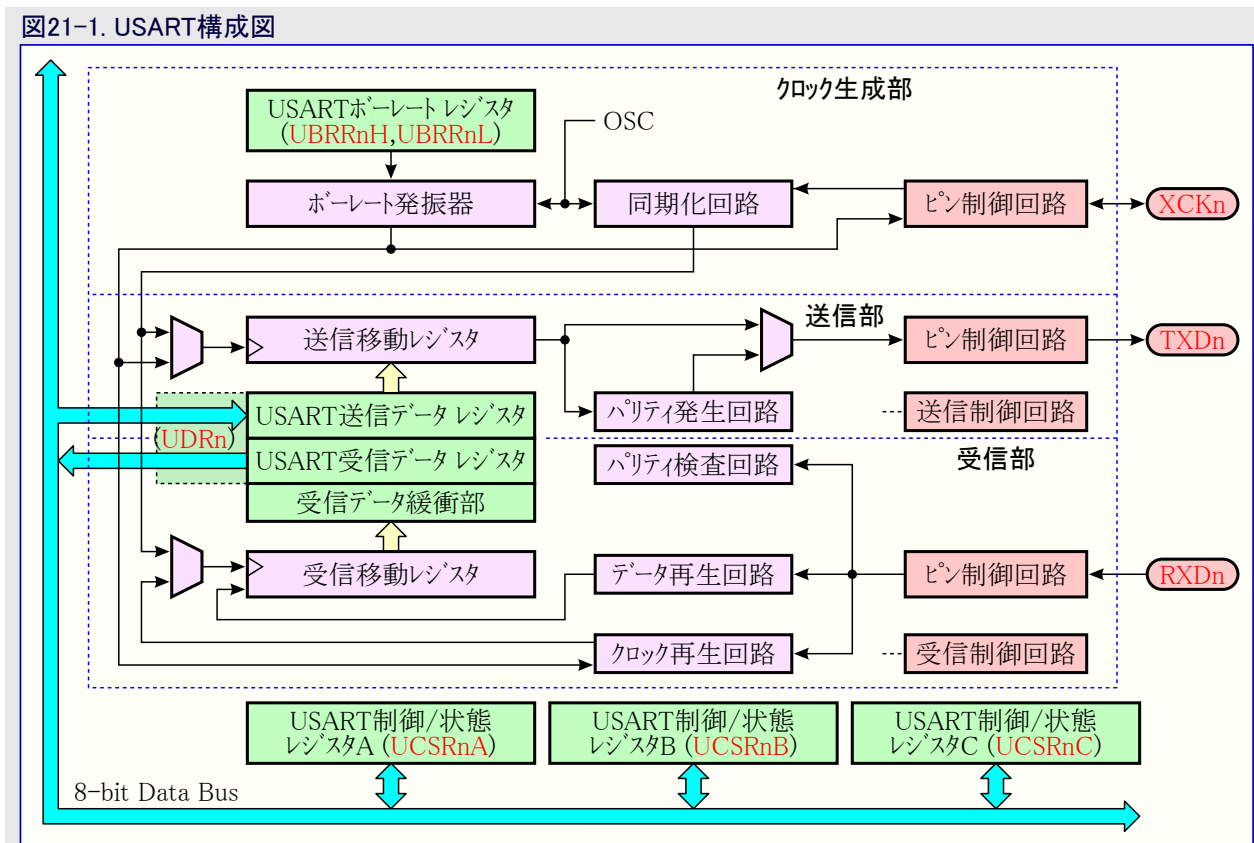 図21-1. USART構成図
クロック生成部
USARTボーレート レジスタ
(UBRRnH,UBRRnL)
OSC
ボーレート発振器
同期化回路
ピン制御回路
XCKn
送信部
送信移動レジスタ
ピン制御回路
TXDn
USART送信データ レジスタ
パリティ発生回路
送信制御回路
(UDRn)
USART受信データ レジスタ
パリティ検査回路
受信部
受信データ緩衝部
受信移動レジスタ
データ再生回路
ピン制御回路
RXDn
クロック再生回路
受信制御回路
USART制御/状態
レジスタA (UCSRnA)
USART制御/状態
レジスタB (UCSRnB)
USART制御/状態
レジスタC (UCSRnC)
8-bit Data Bus